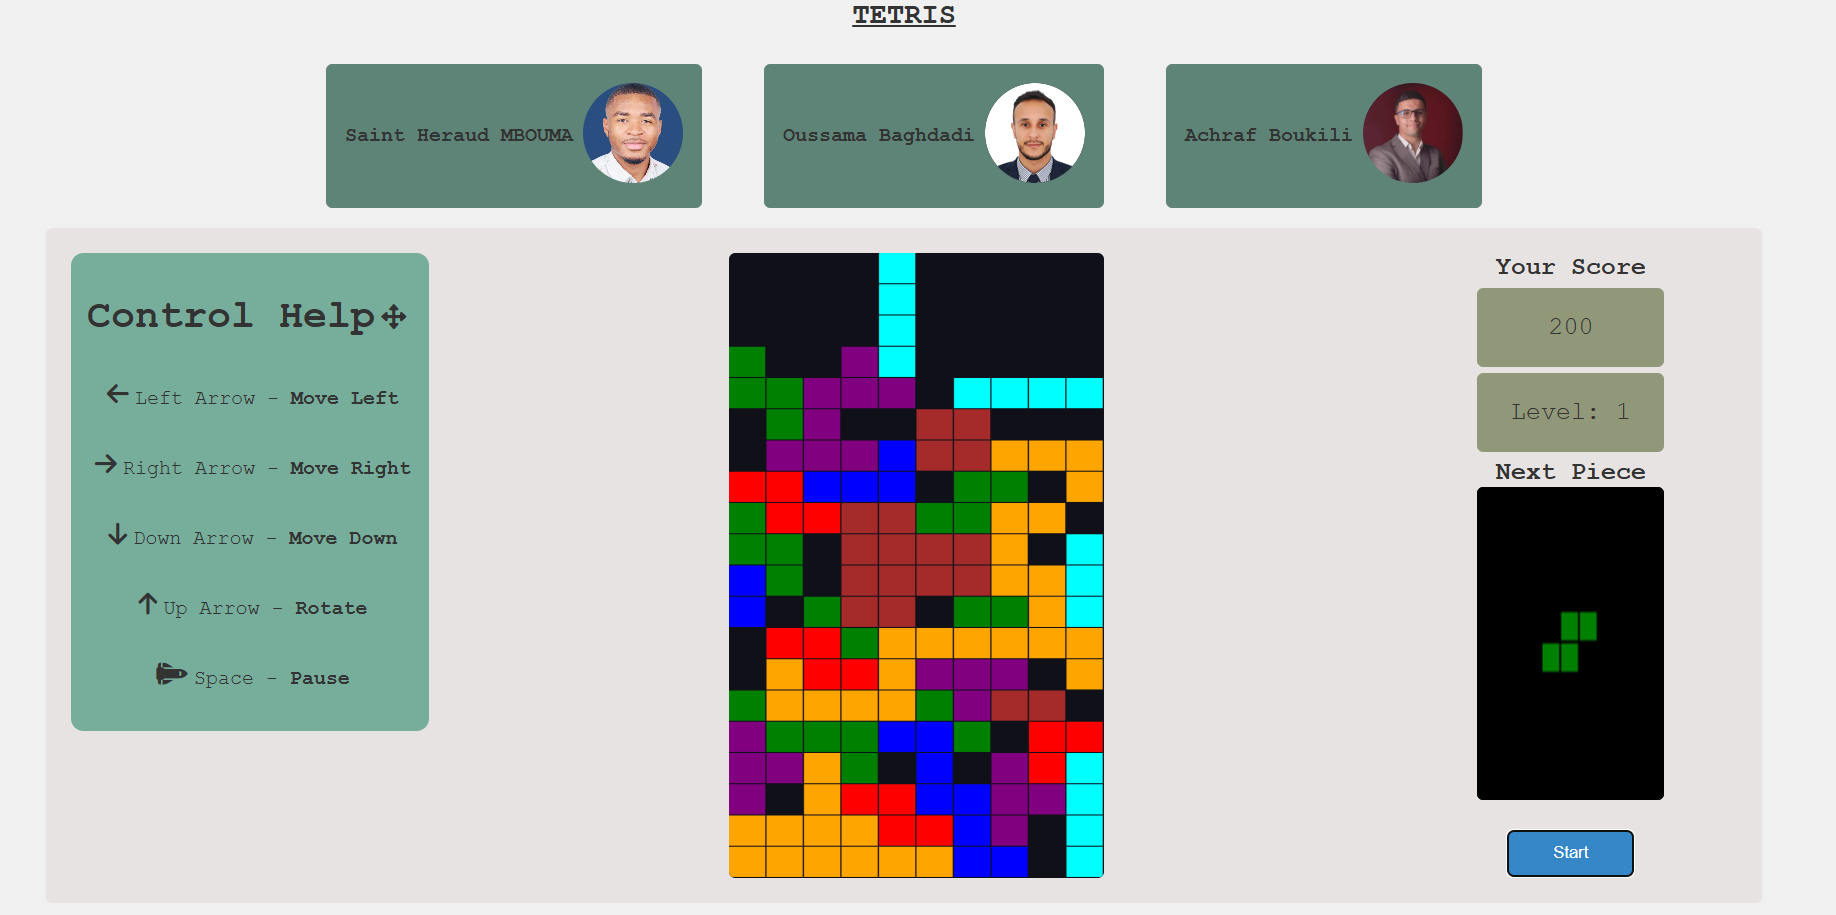 TETRIS
Saint Heraud MBOUMA
Oussama Baghdadi
Achraf Boukili
Control Help
Left Arrow - Move Left
Right Arrow - Move Right
Down Arrow - Move Down
Up Arrow - Rotate
Space - Pause
Your Score
200
Level: 1
Next Piece
Start